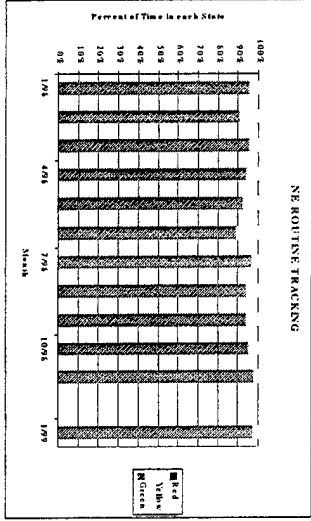 NE ROUTINE TRACKING
Percent of Time in each State
100%
90%
80%
70%
60%
50%
40%
30%
20%
10%
0%
1/98
4/98
7/98
10/98
1/99
Month
Red
Yellow
Green